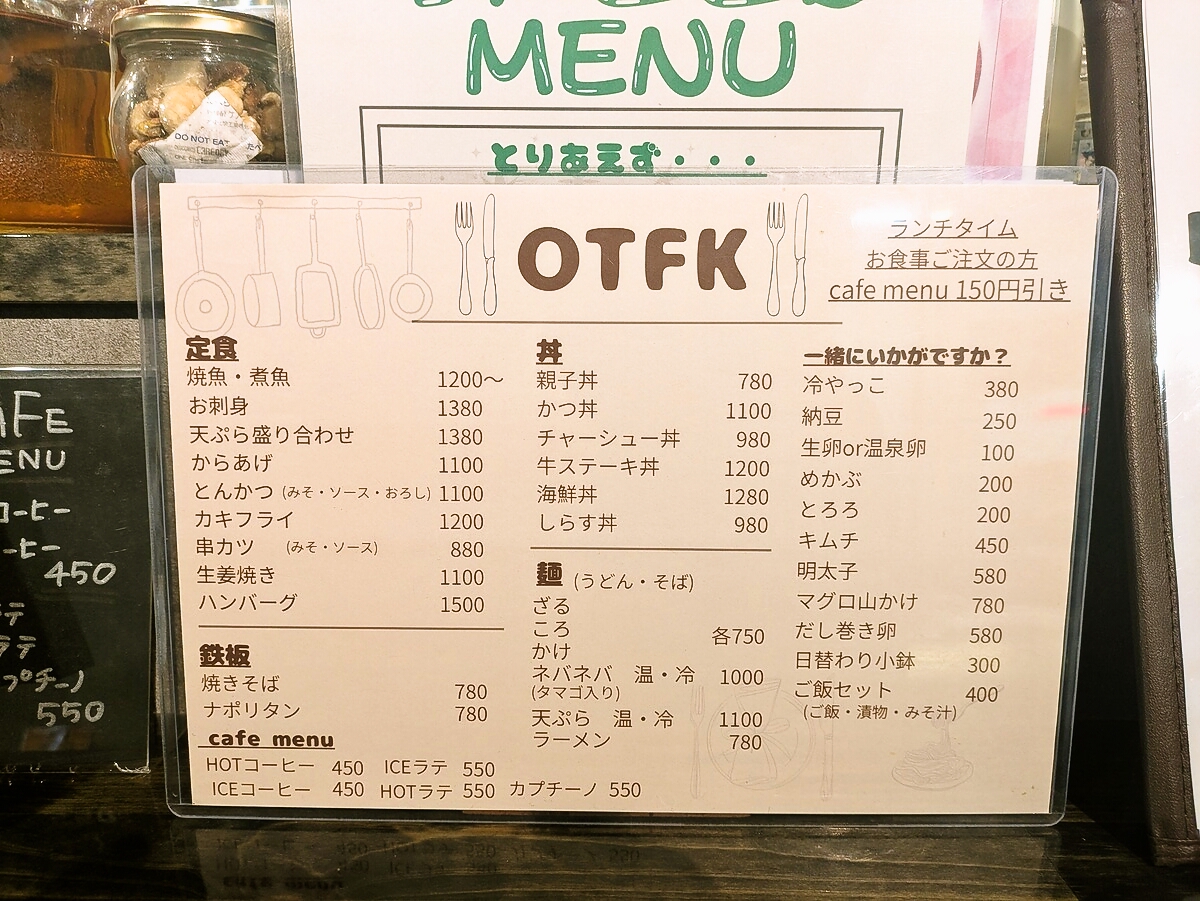 MENU
とりあえず・・・
DO NOT EAT
OTFK
ランチタイム
お食事ご注文の方
cafe menu 150円引き
定食
焼魚・煮魚 1200～
お刺身 1380
天ぷら盛り合わせ 1380
からあげ 1100
とんかつ (みそ・ソース・おろし) 1100
カキフライ 1200
串カツ (みそ・ソース) 880
生姜焼き 1100
ハンバーグ 1500
鉄板
焼きそば 780
ナポリタン 780
cafe menu
HOTコーヒー 450 ICEラテ 550
ICEコーヒー 450 HOTラテ 550 カプチーノ 550
丼
親子丼 780
かつ丼 1100
チャーシュー丼 980
牛ステーキ丼 1200
海鮮丼 1280
しらす丼 980
麺 (うどん・そば)
ざる
ころ 各750
かけ
ネバネバ 温・冷 1000
(タマゴ入り)
天ぷら 温・冷 1100
ラーメン 780
一緒にいかがですか？
冷やっこ 380
納豆 250
生卵or温泉卵 100
めかぶ 200
とろろ 200
キムチ 450
明太子 580
マグロ山かけ 780
だし巻き卵 580
日替わり小鉢 300
ご飯セット 400
(ご飯・漬物・みそ汁)
AFE
ENU
コーヒー
ーヒー
450
テ
ラテ
プチーノ
550